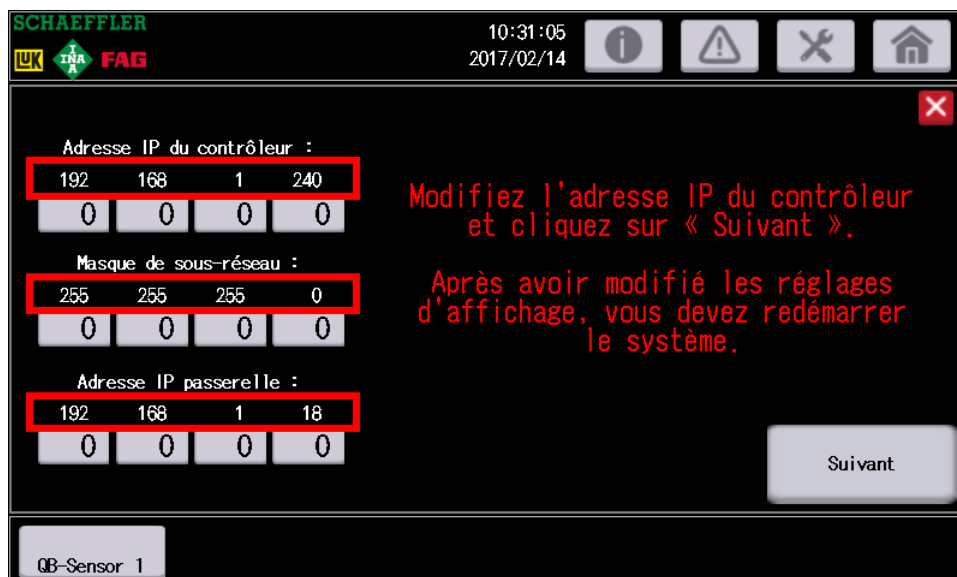 SCHAEFFLER
LUK INA FAG
10:31:05
2017/02/14
Adresse IP du contrôleur :
192 168 1 240
0 0 0 0
Masque de sous-réseau :
255 255 255 0
0 0 0 0
Adresse IP passerelle :
192 168 1 18
0 0 0 0
Modifiez l'adresse IP du contrôleur
et cliquez sur « Suivant ».
Après avoir modifié les réglages
d'affichage, vous devez redémarrer
le système.
Suivant
QB-Sensor 1